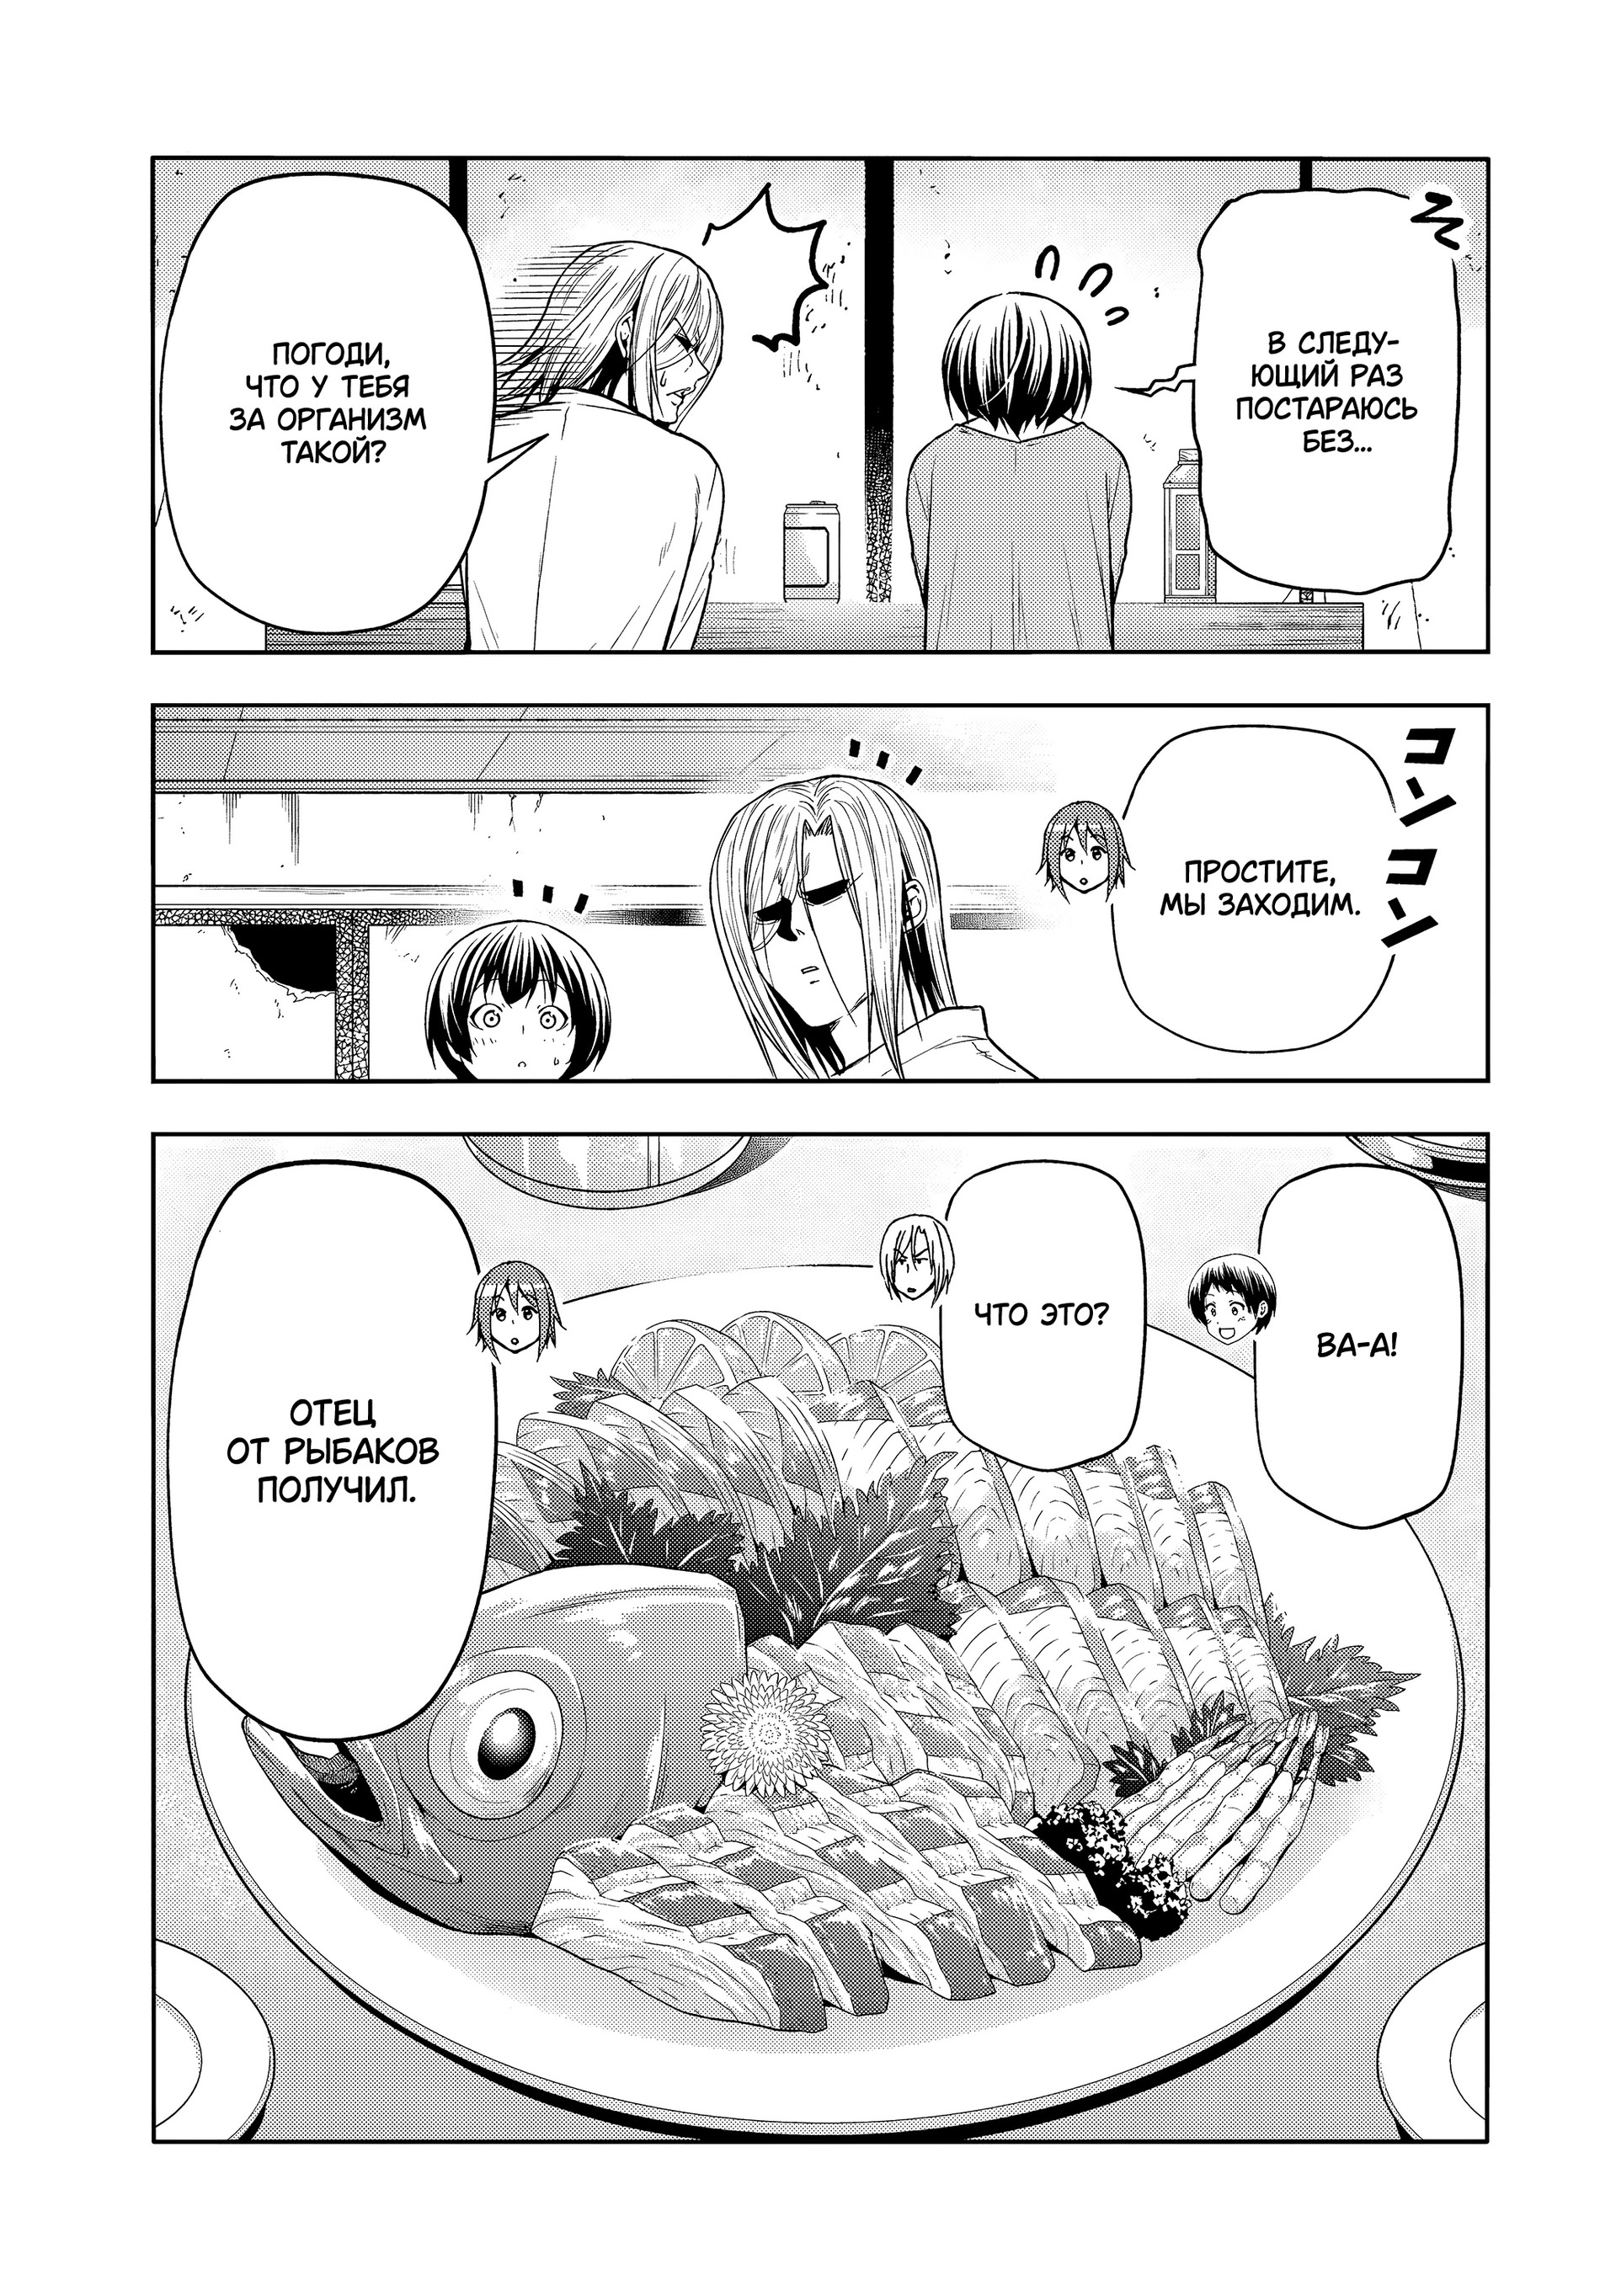 В СЛЕДУ-
ЮЩИЙ РАЗ
ПОСТАРАЮСЬ
БЕЗ...
ПОГОДИ,
ЧТО У ТЕБЯ
ЗА ОРГАНИЗМ
ТАКОЙ?
コンコン
ПРОСТИТЕ,
МЫ ЗАХОДИМ.
ВА-А!
ЧТО ЭТО?
ОТЕЦ
ОТ РЫБАКОВ
ПОЛУЧИЛ.